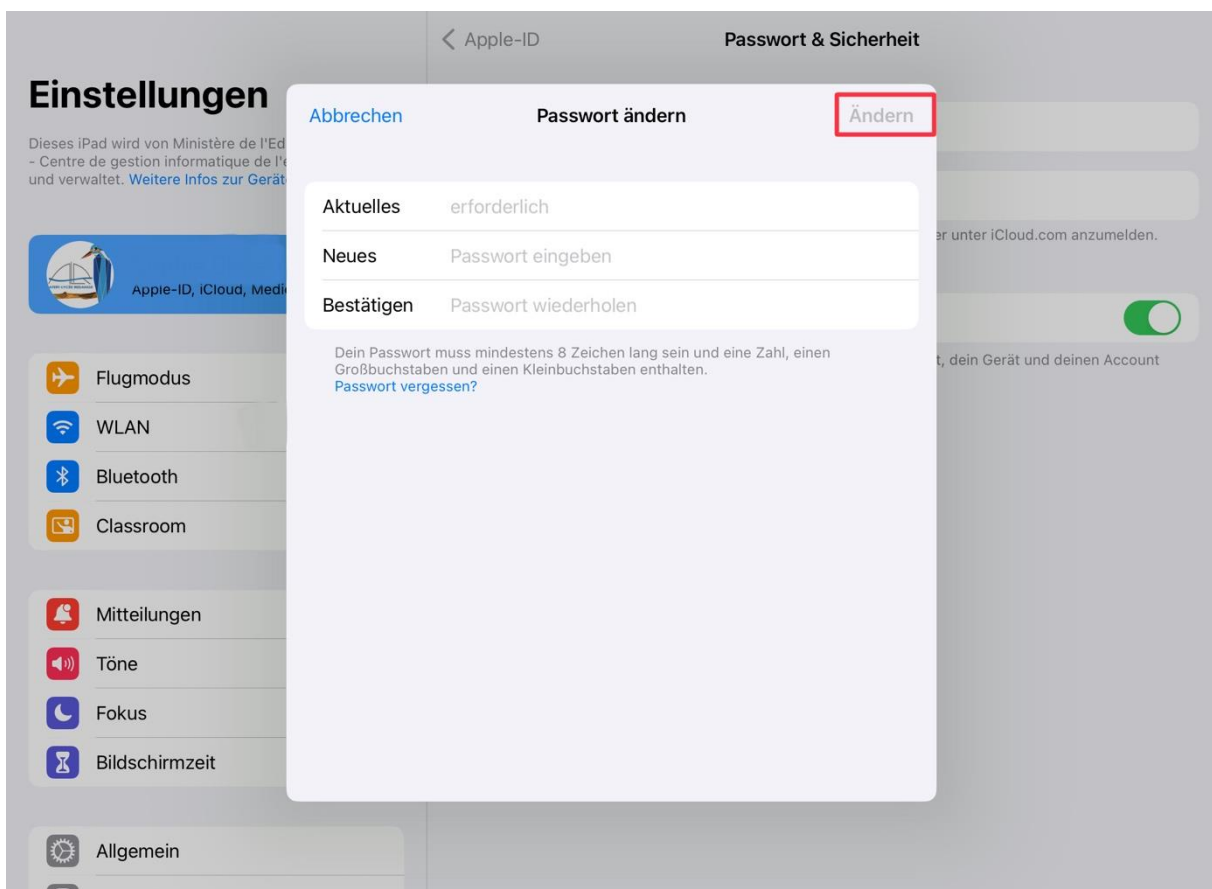 Apple-ID
Passwort & Sicherheit
Einstellungen
Dieses iPad wird von Ministère de l'Ed
- Centre de gestion informatique de l'é
und verwaltet. Weitere Infos zur Gerät
Apple-ID, iCloud, Medi
Flugmodus
WLAN
Bluetooth
Classroom
Mitteilungen
Töne
Fokus
Bildschirmzeit
Allgemein
Abbrechen
Passwort ändern
Ändern
Aktuelles erforderlich
Neues Passwort eingeben
Bestätigen Passwort wiederholen
Dein Passwort muss mindestens 8 Zeichen lang sein und eine Zahl, einen
Großbuchstaben und einen Kleinbuchstaben enthalten.
Passwort vergessen?
er unter iCloud.com anzumelden.
t, dein Gerät und deinen Account